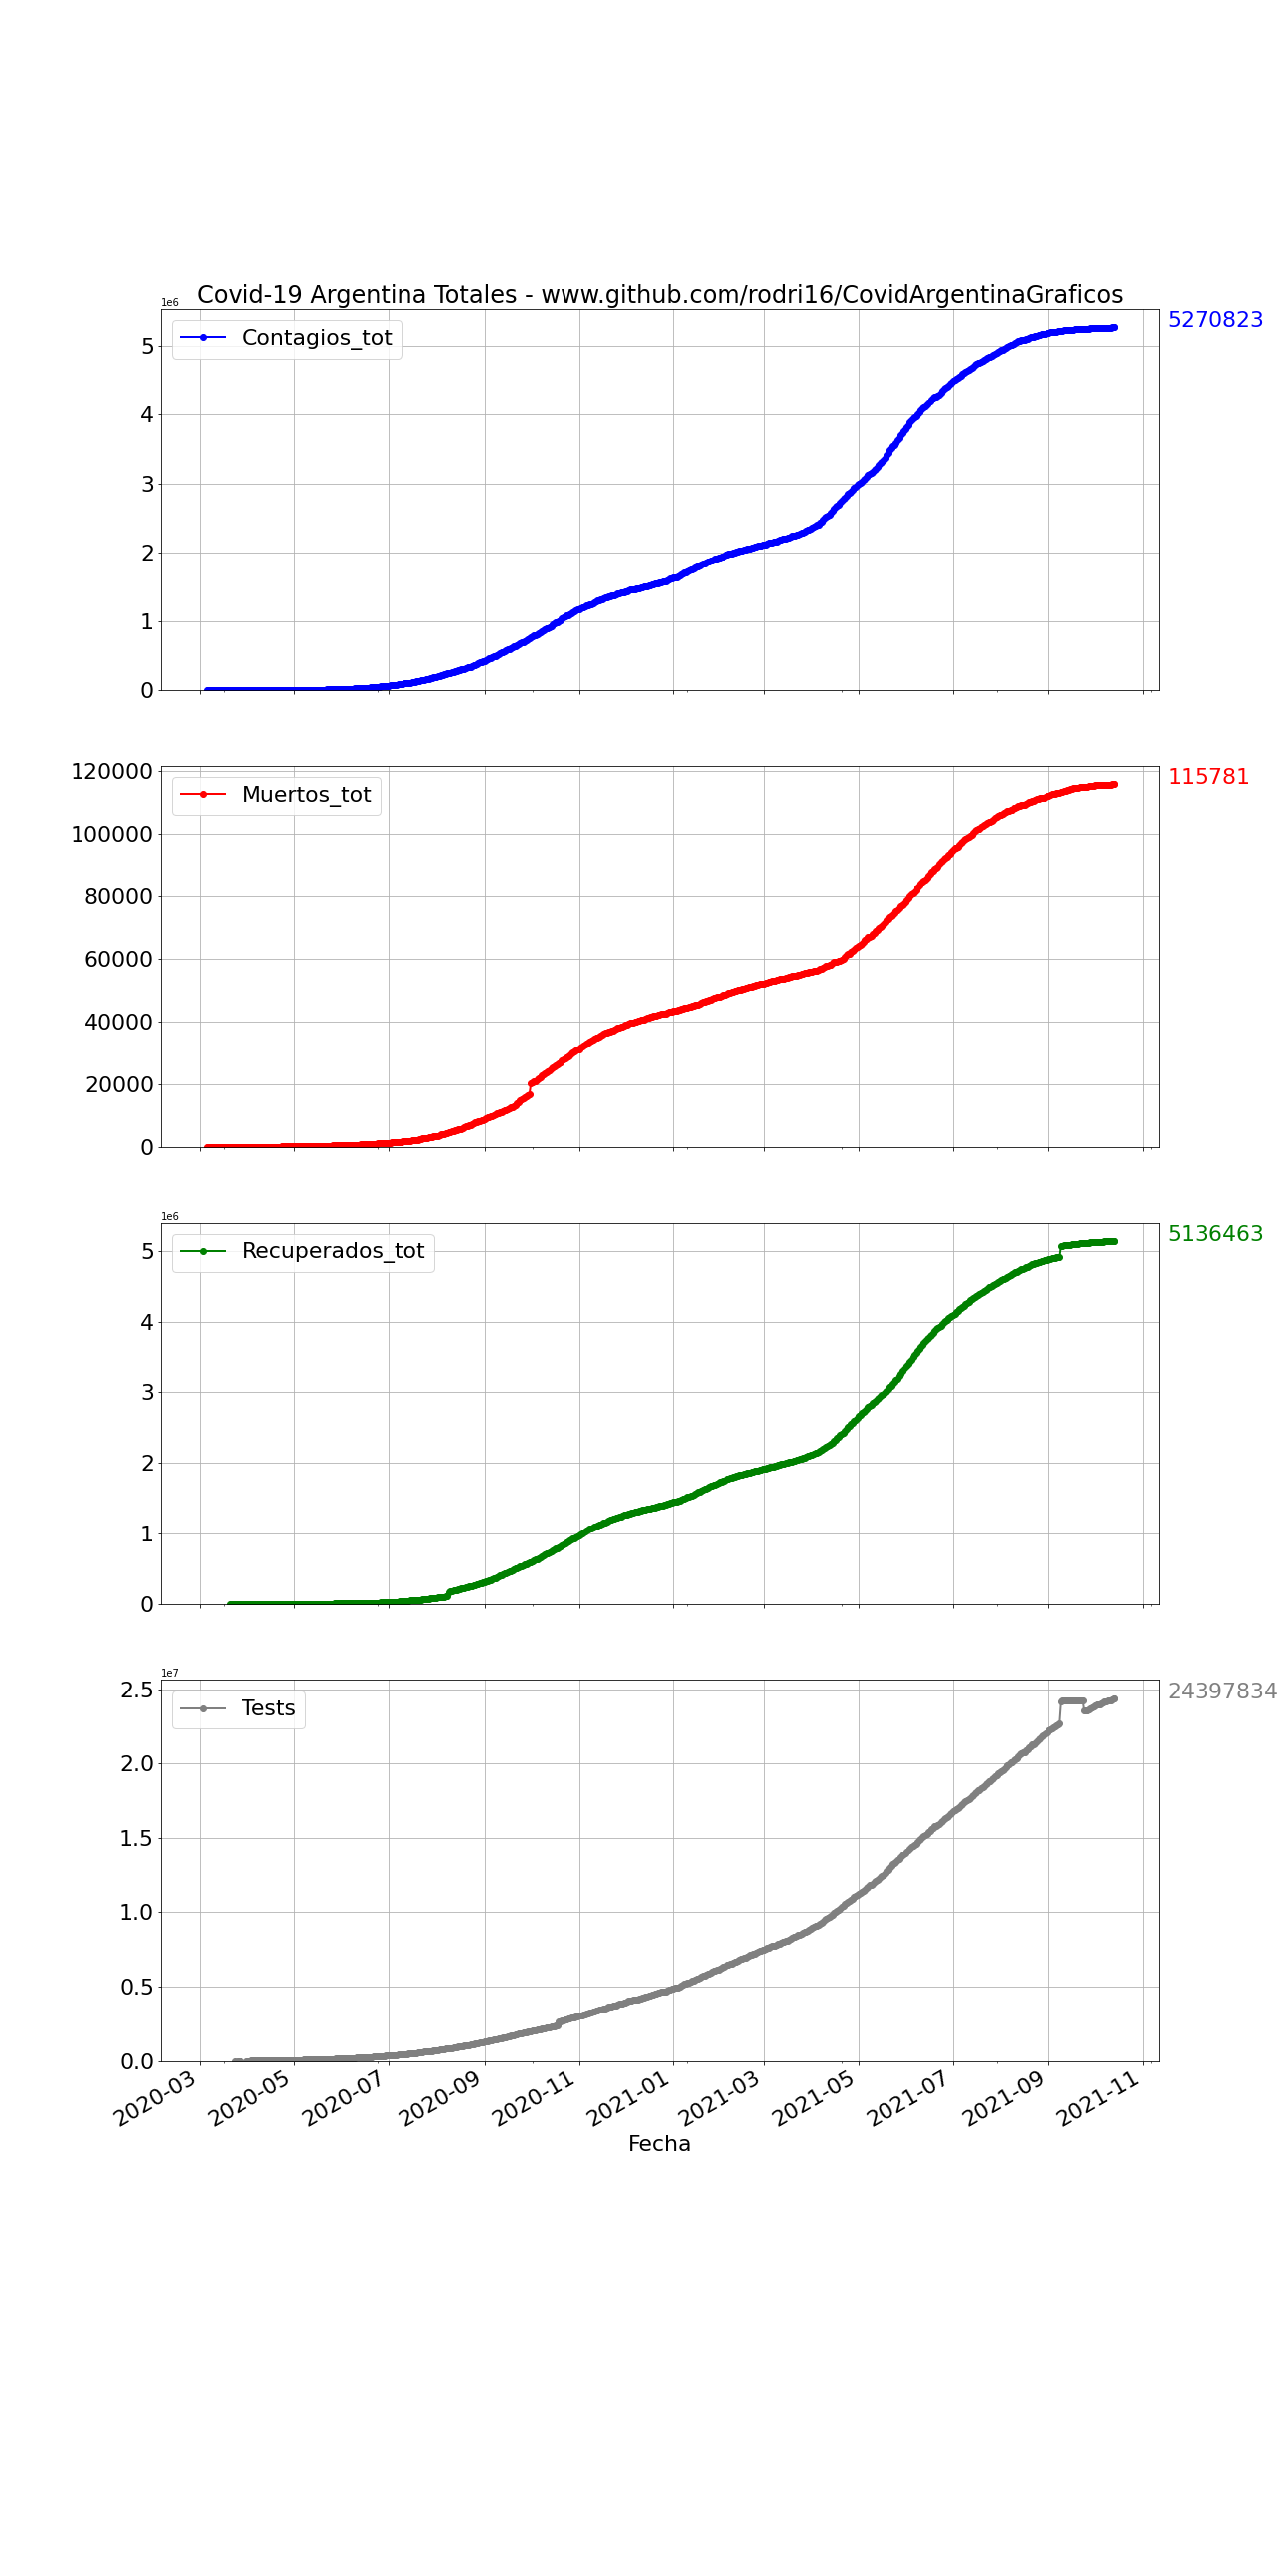 Covid-19 Argentina Totales - www.github.com/rodri16/CovidArgentinaGraficos
1e6
5270823
Contagios_tot
5
4
3
2
1
0
120000
115781
Muertos_tot
100000
80000
60000
40000
20000
0
1e6
5136463
Recuperados_tot
5
4
3
2
1
0
1e7
2.5
24397834
Tests
2.0
1.5
1.0
0.5
0.0
2020-03 2020-05 2020-07 2020-09 2020-11 2021-01 2021-03 2021-05 2021-07 2021-09 2021-11
Fecha